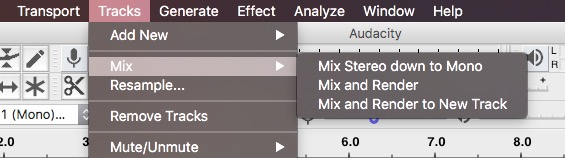 Transport Tracks Generate Effect Analyze Window Help
Add New Audacity
L
R
Mix Mix Stereo down to Mono
Resample... Mix and Render
Mix and Render to New Track
1 (Mono)...
Remove Tracks
2.0 3 6.0 7.0 8.0
Mute/Unmute